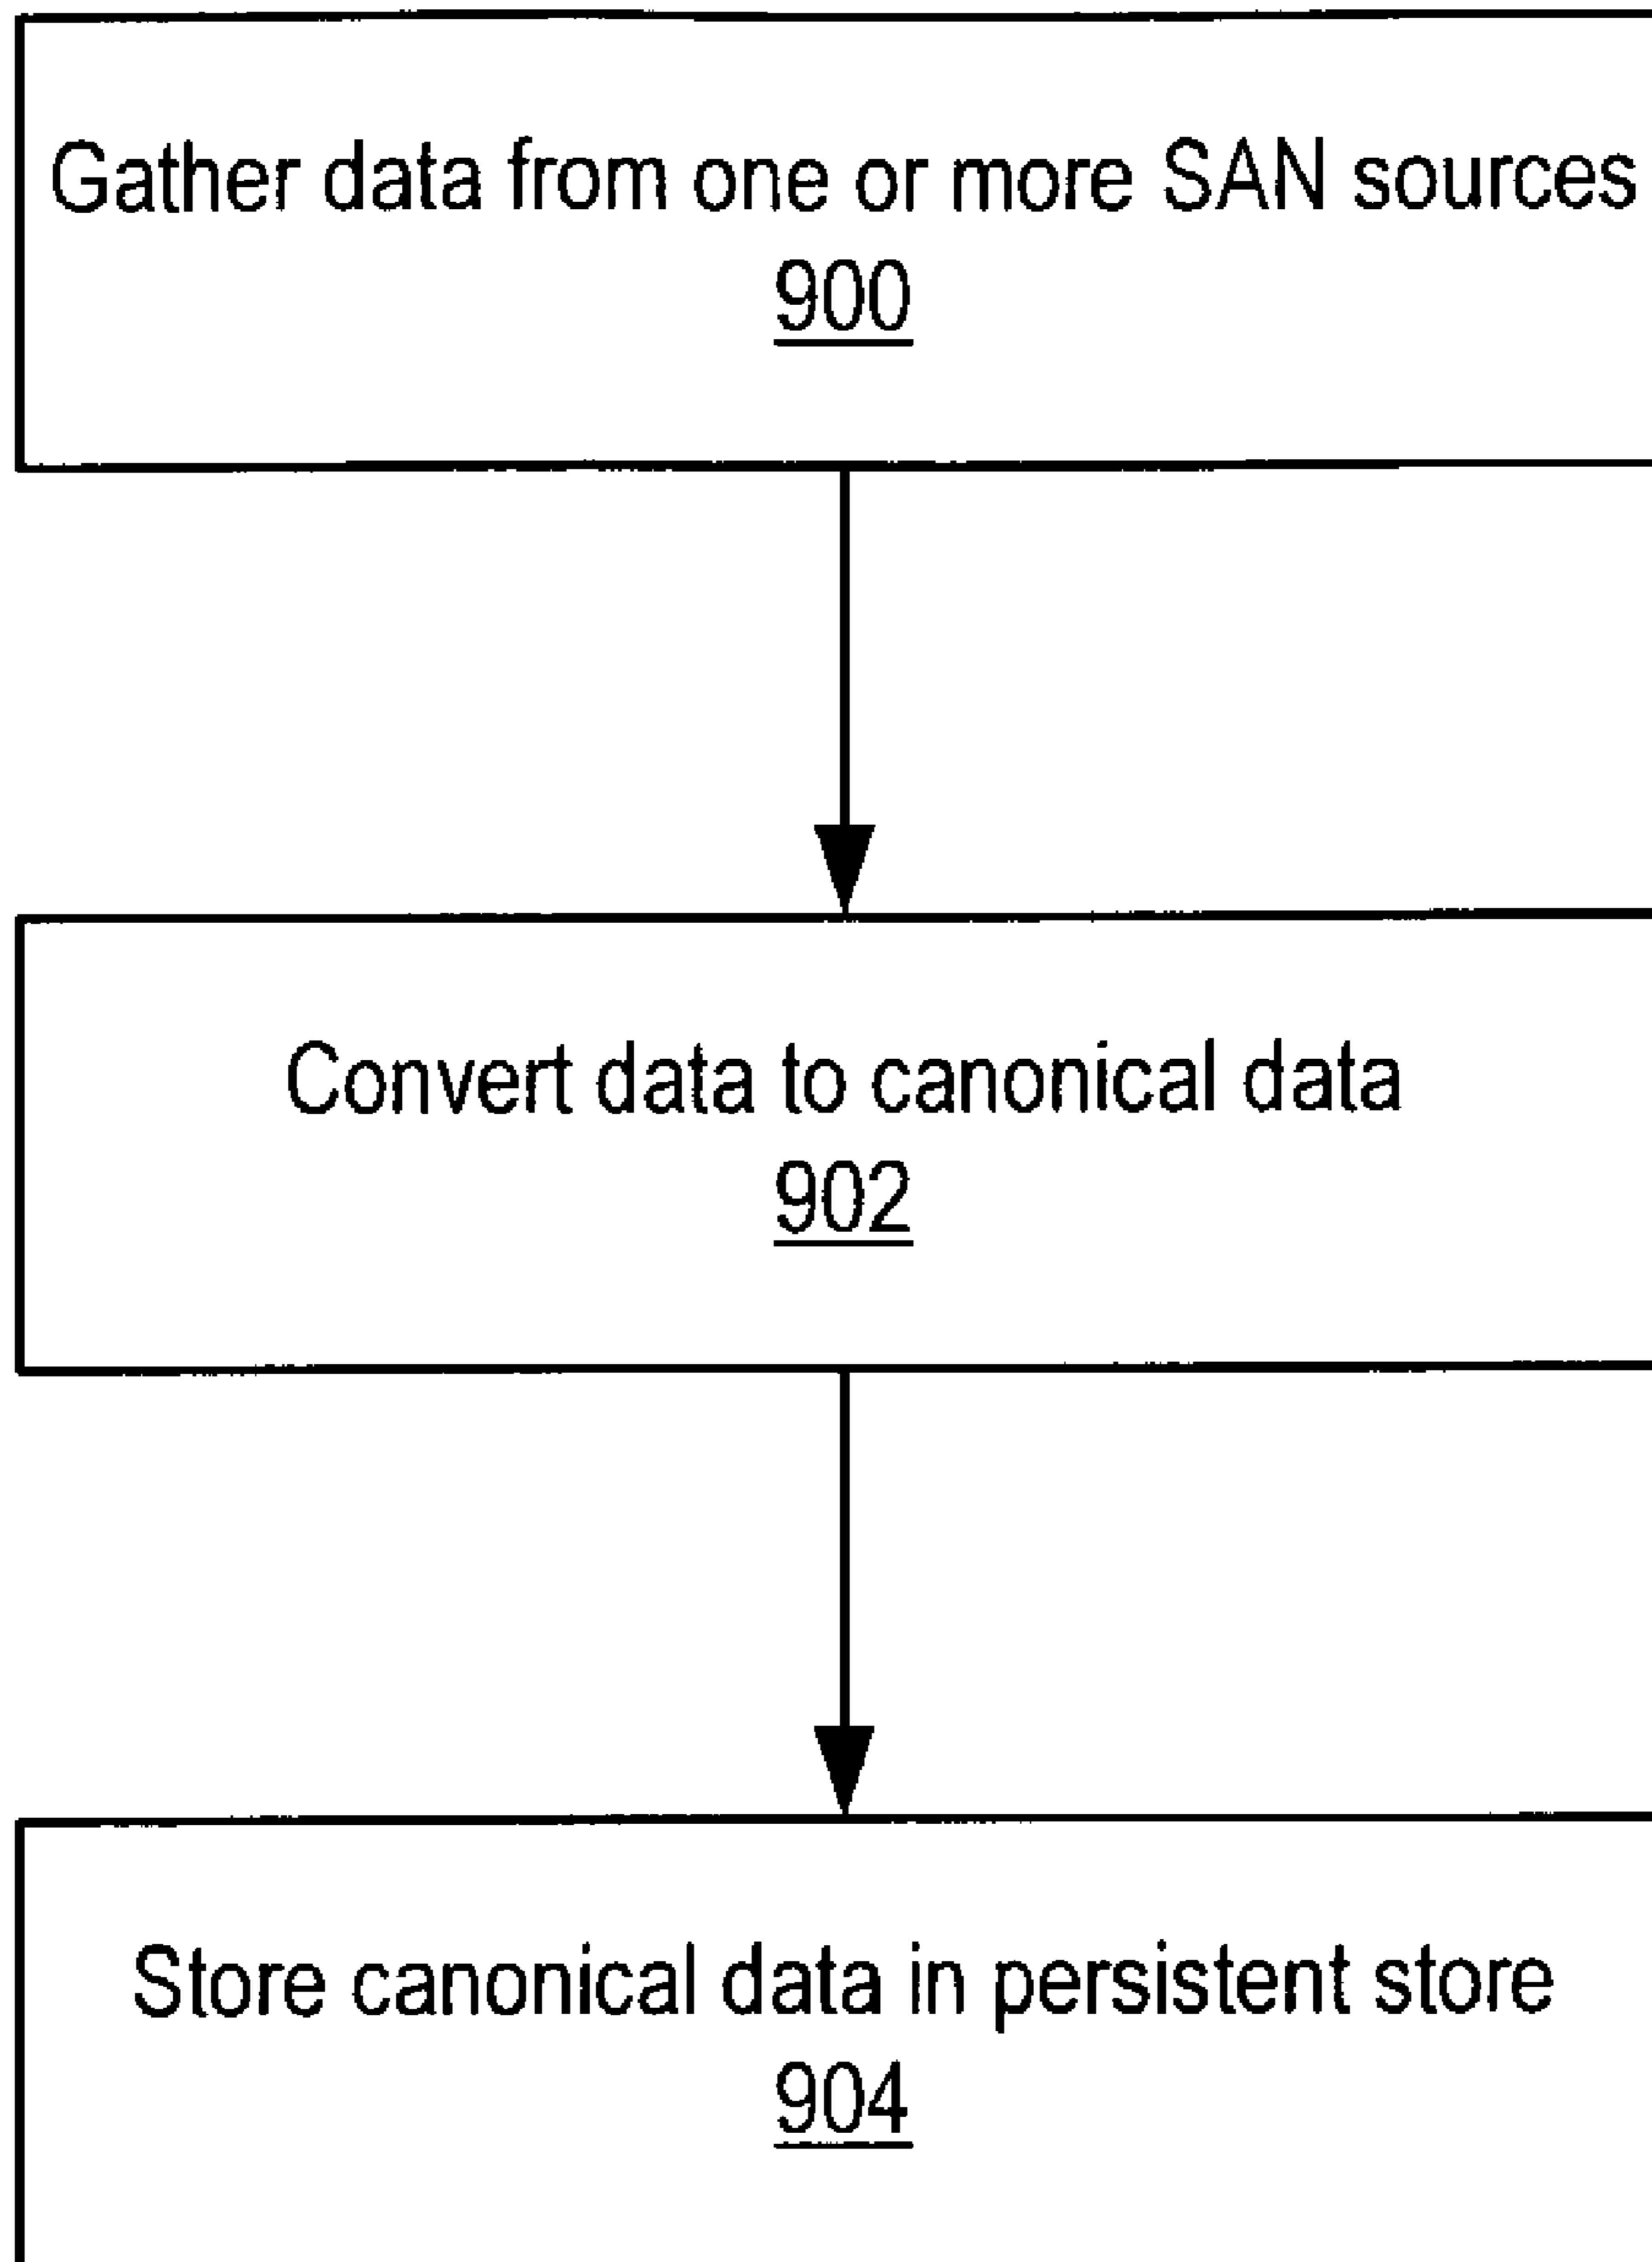 Gather data from one or more SAN sources
900
Convert data to canonical data
902
Store canonical data in persistent store
904